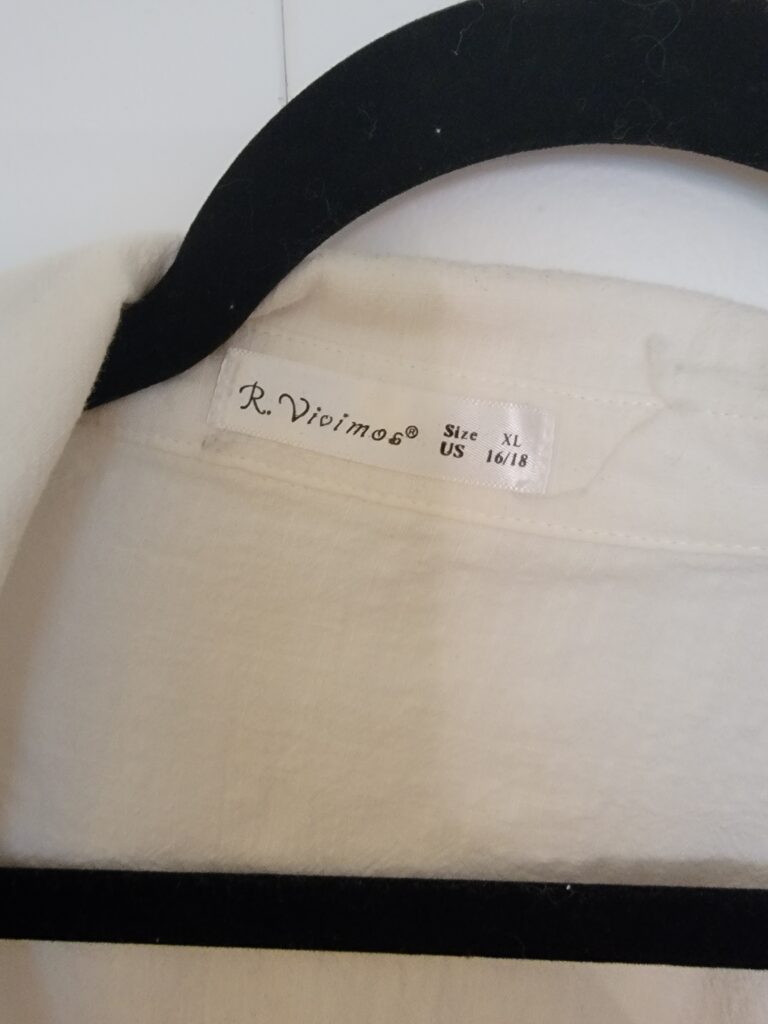 R. Vivimos®
Size XL
US 16/18